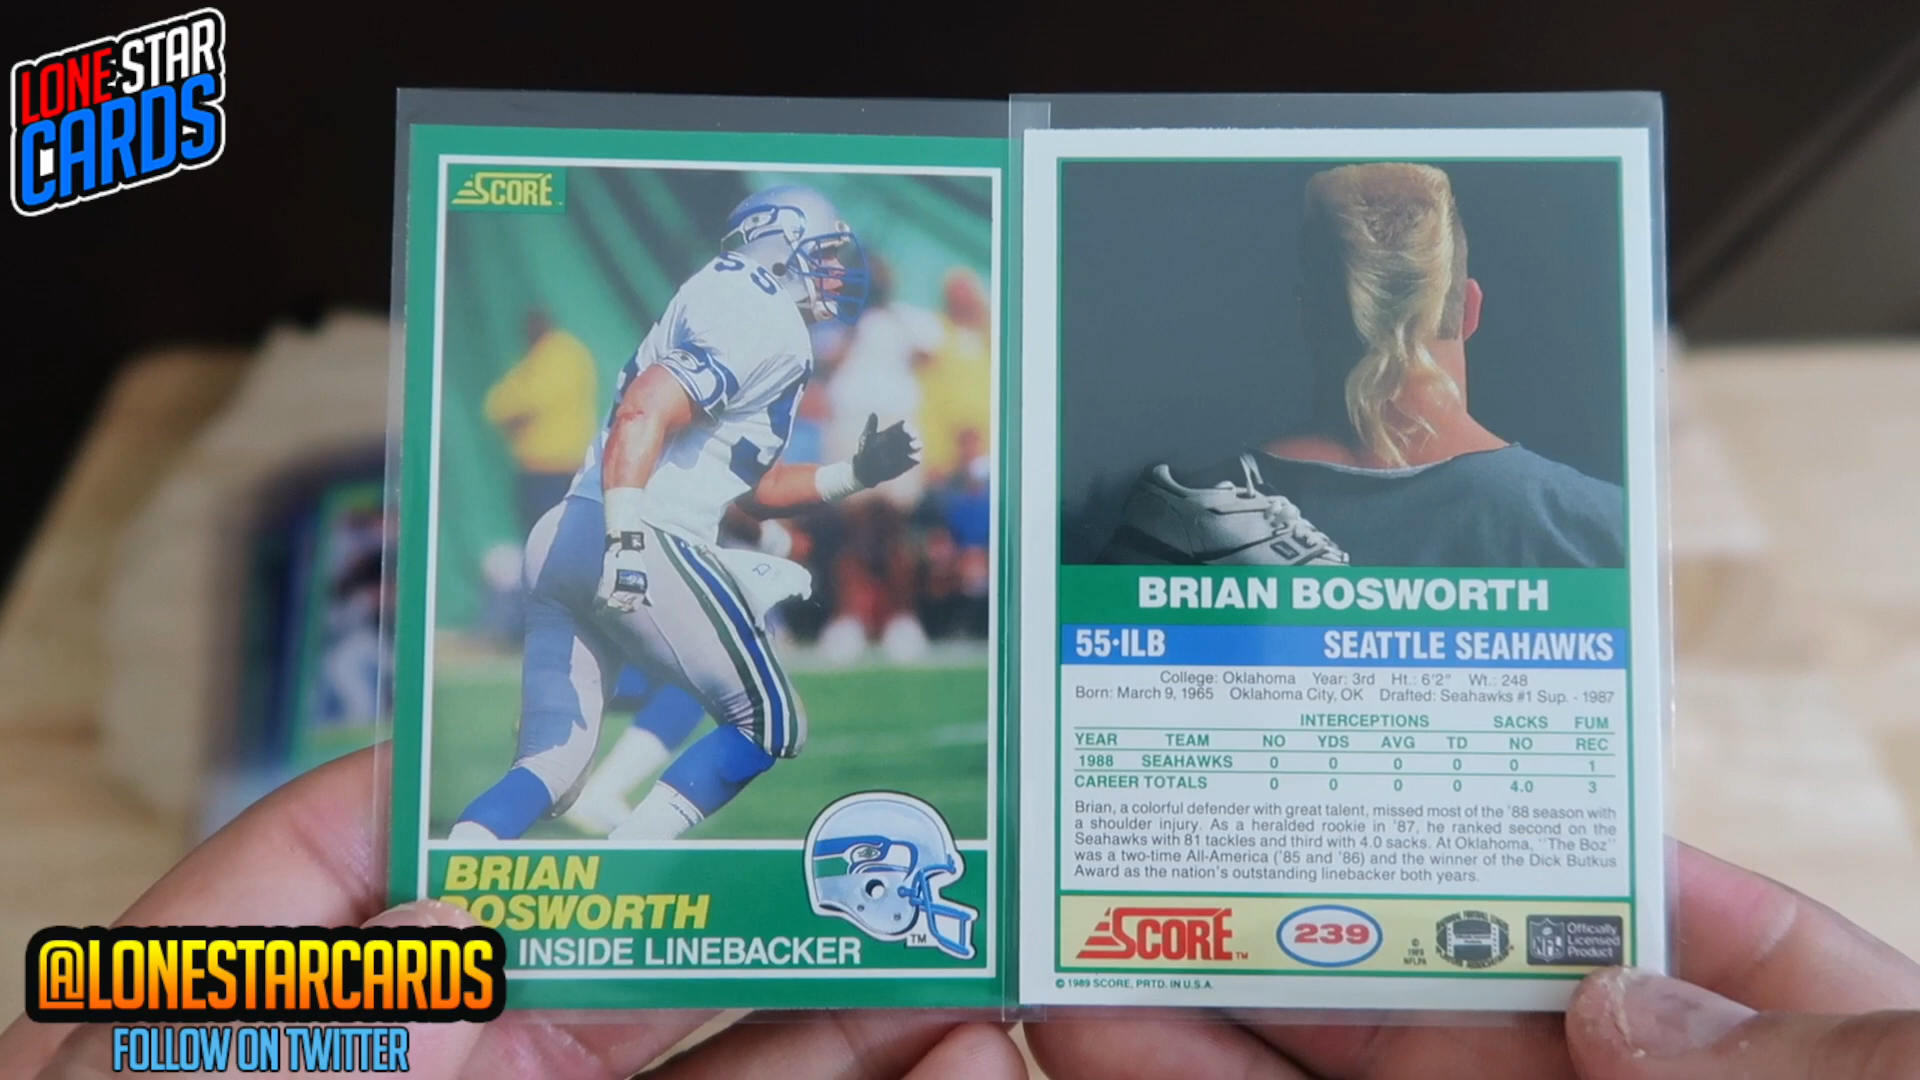 LONE STAR
CARDS
SCORE
55
BRIAN
BOSWORTH
INSIDE LINEBACKER
TM
BRIAN BOSWORTH
55·ILB SEATTLE SEAHAWKS
College: Oklahoma Year: 3rd Ht.: 6'2" Wt.: 248
Born: March 9, 1965 Oklahoma City, OK Drafted: Seahawks #1 Sup. - 1987
INTERCEPTIONS SACKS FUM
YEAR TEAM NO YDS AVG TD NO REC
1988 SEAHAWKS 0 0 0 0 0 1
CAREER TOTALS 0 0 0 0 4.0 3
Brian, a colorful defender with great talent, missed most of the '88 season with
a shoulder injury. As a heralded rookie in '87, he ranked second on the
Seahawks with 81 tackles and third with 4.0 sacks. At Oklahoma, "The Boz"
was a two-time All-America ('85 and '86) and the winner of the Dick Butkus
Award as the nation's outstanding linebacker both years.
SCORE TM
239
© 1989 NFLPA
NFL
Officially
Licensed
Product
© 1989 SCORE, PRTD. IN U.S.A.
@LONESTARCARDS
FOLLOW ON TWITTER